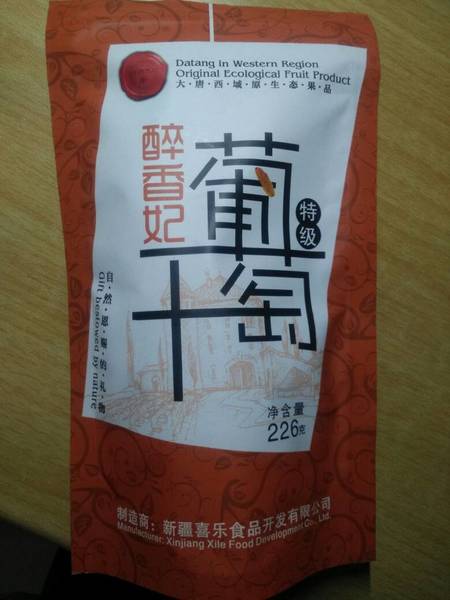 Datang in Western Region
Original Ecological Fruit Product
大·唐·西·域·原·生·态·果·品
醉香妃
葡萄干
特级
自·然·恩·赐·的·礼·物
Gift bestowed by nature
净含量
226克
制造商：新疆喜乐食品开发有限公司
Manufacturer: Xinjiang Xile Food Development Co., Ltd.